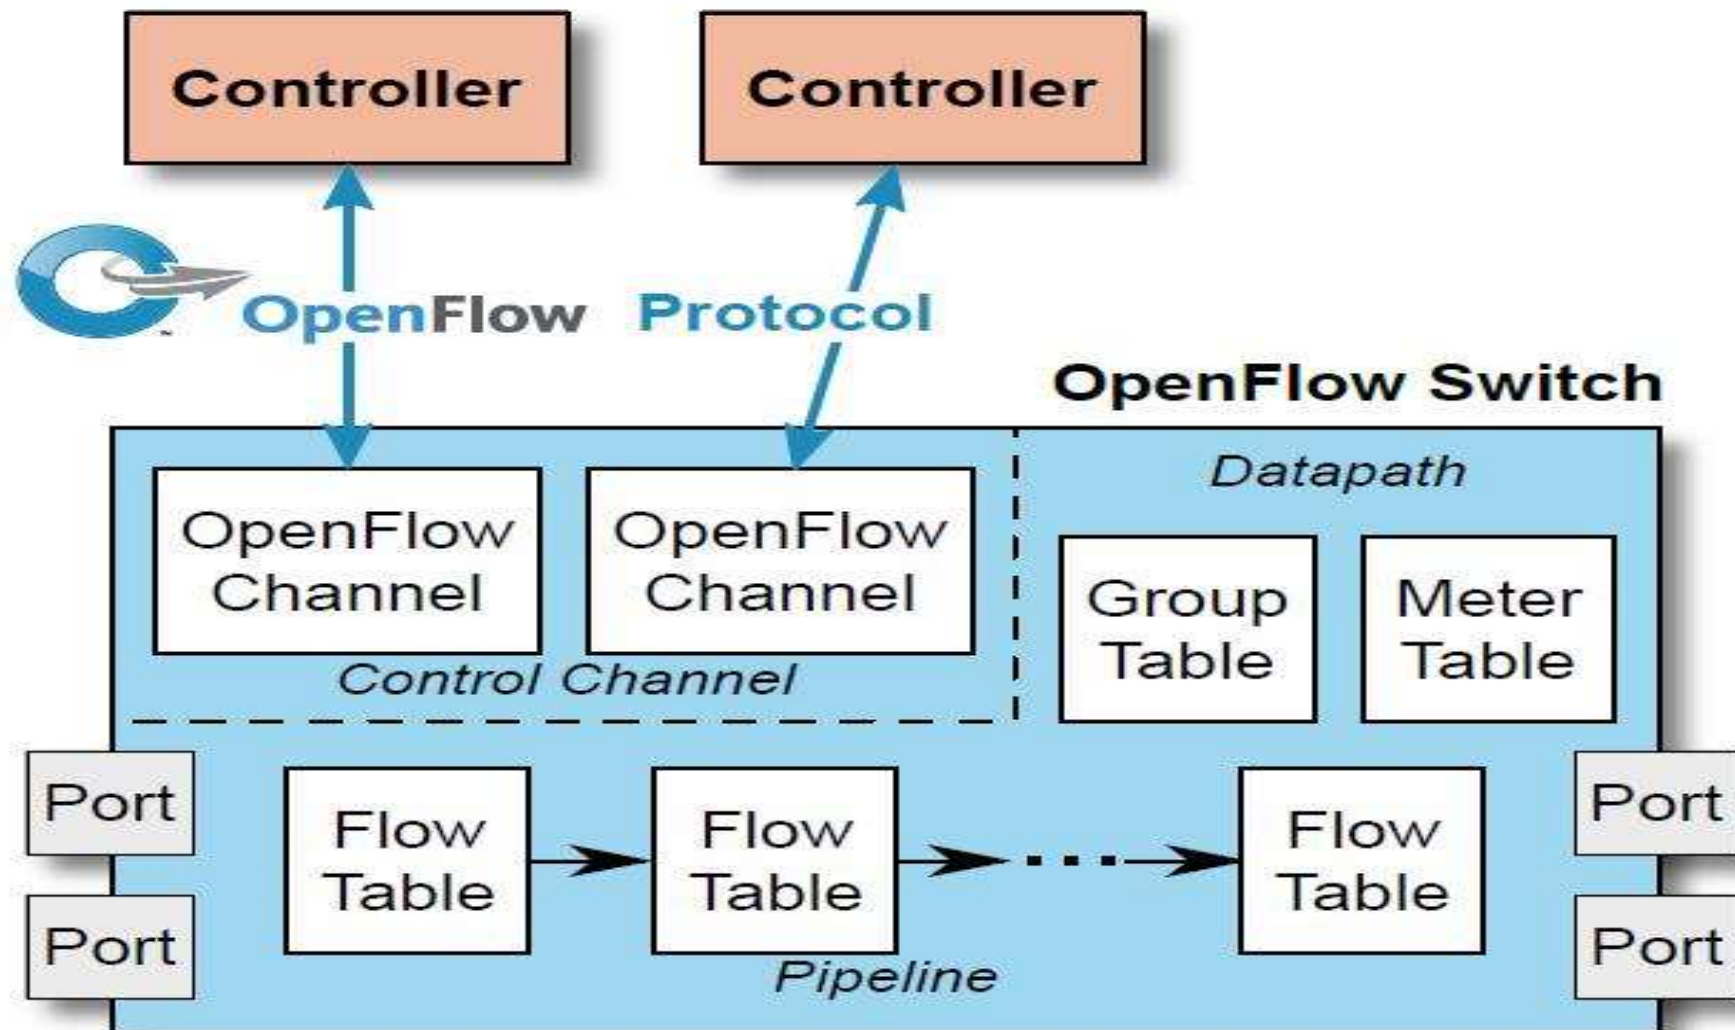 Controller
Controller
OpenFlow
Protocol
OpenFlow Switch
Datapath
OpenFlow
Channel
OpenFlow
Channel
Control Channel
Group
Table
Meter
Table
Port
Port
Flow
Table
Flow
Table
...
Flow
Table
Port
Port
Pipeline